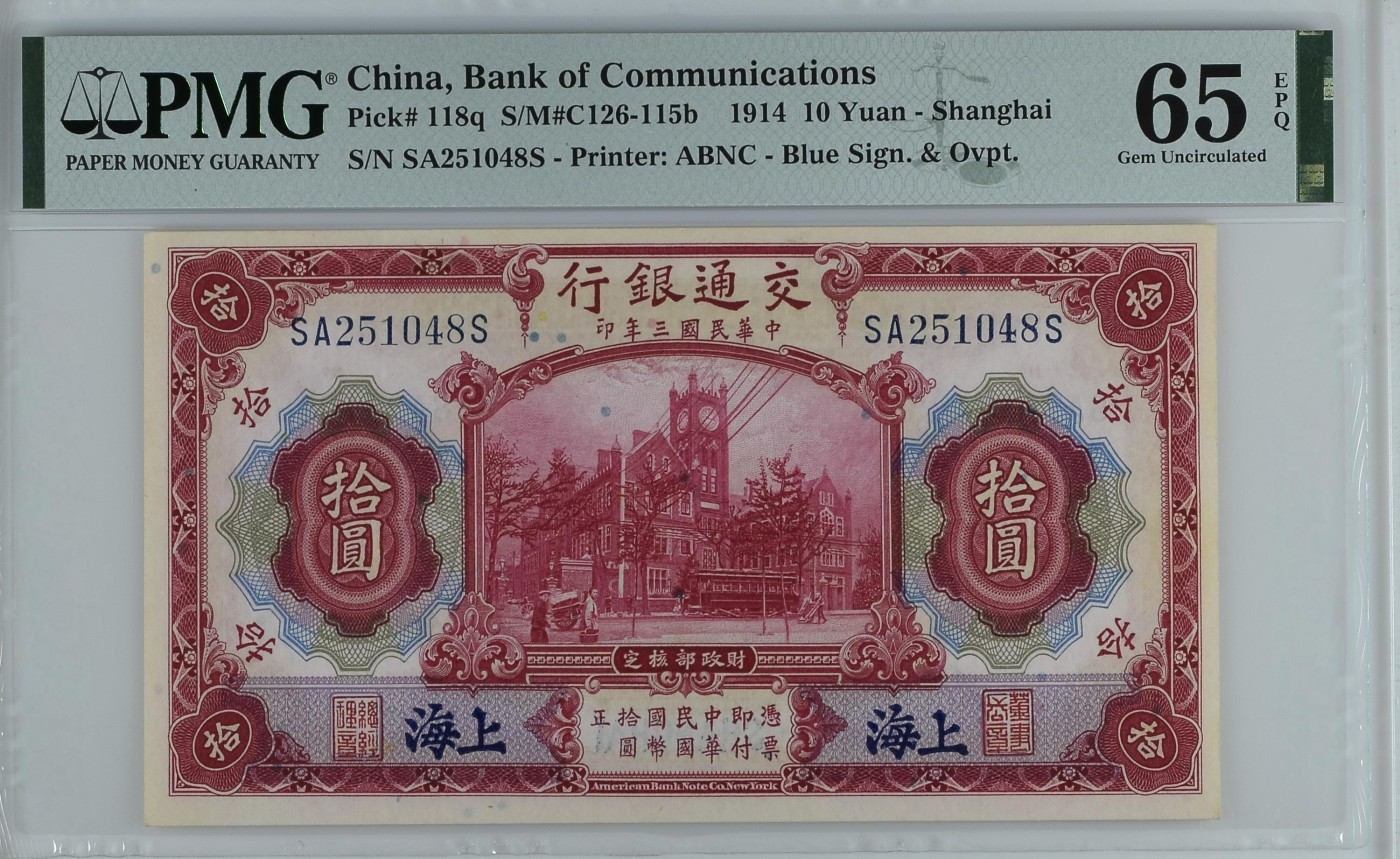 PMG® PAPER MONEY GUARANTY
China, Bank of Communications
Pick# 118q S/M#C126-115b 1914 10 Yuan - Shanghai
S/N SA251048S - Printer: ABNC - Blue Sign. & Ovpt.
65 EPQ
Gem Uncirculated
交通銀行
中華民國三年印
拾
拾
SA251048S
SA251048S
拾
拾
拾圓
拾圓
拾
拾
財政部核定
上海
上海
憑票即付中華民國國幣拾圓正
拾
拾
American Bank Note Co. New York